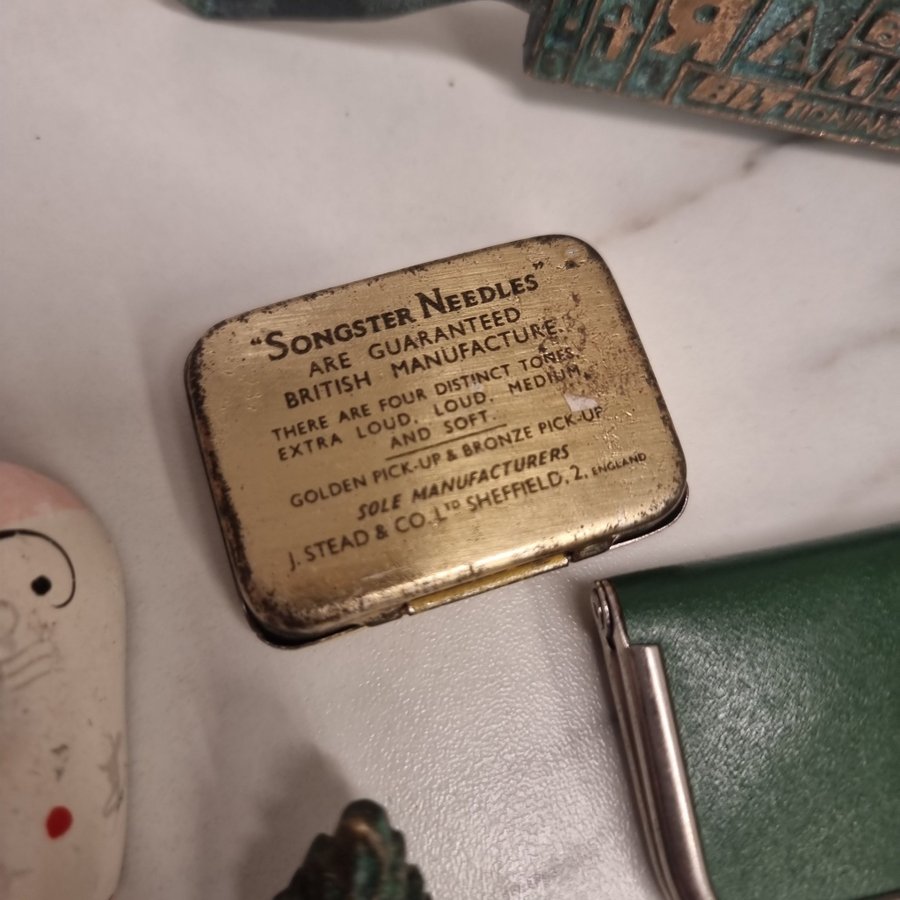 "SONGSTER NEEDLES"
ARE GUARANTEED
BRITISH MANUFACTURE.
THERE ARE FOUR DISTINCT TONES.
EXTRA LOUD, LOUD, MEDIUM,
AND SOFT.
GOLDEN PICK-UP & BRONZE PICK-UP
SOLE MANUFACTURERS
J. STEAD & CO. LTD SHEFFIELD, 2. ENGLAND